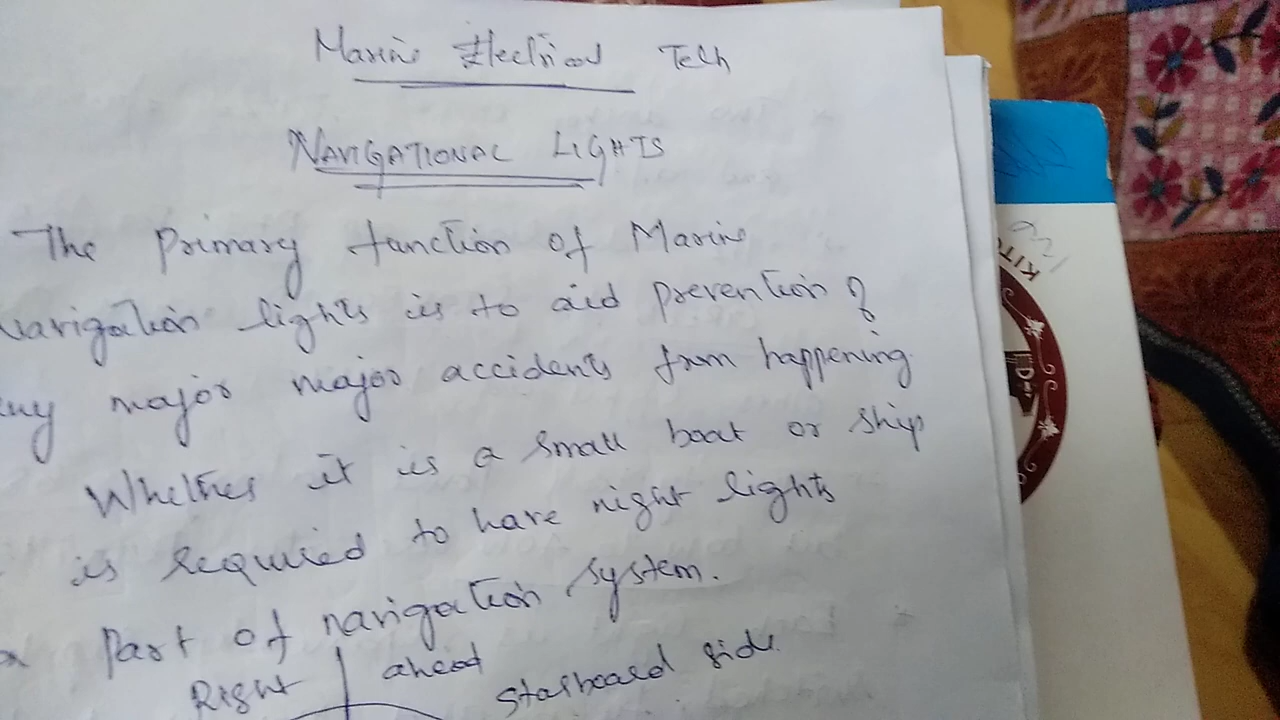 Marine Electrical Tech
NAVIGATIONAL LIGHTS
The primary function of Marine
navigation lights is to aid prevention of
any major major accidents from happening.
Whether it is a small boat or ship
is required to have night lights
part of navigation system.
Right ahead
Starboard side.
KIT